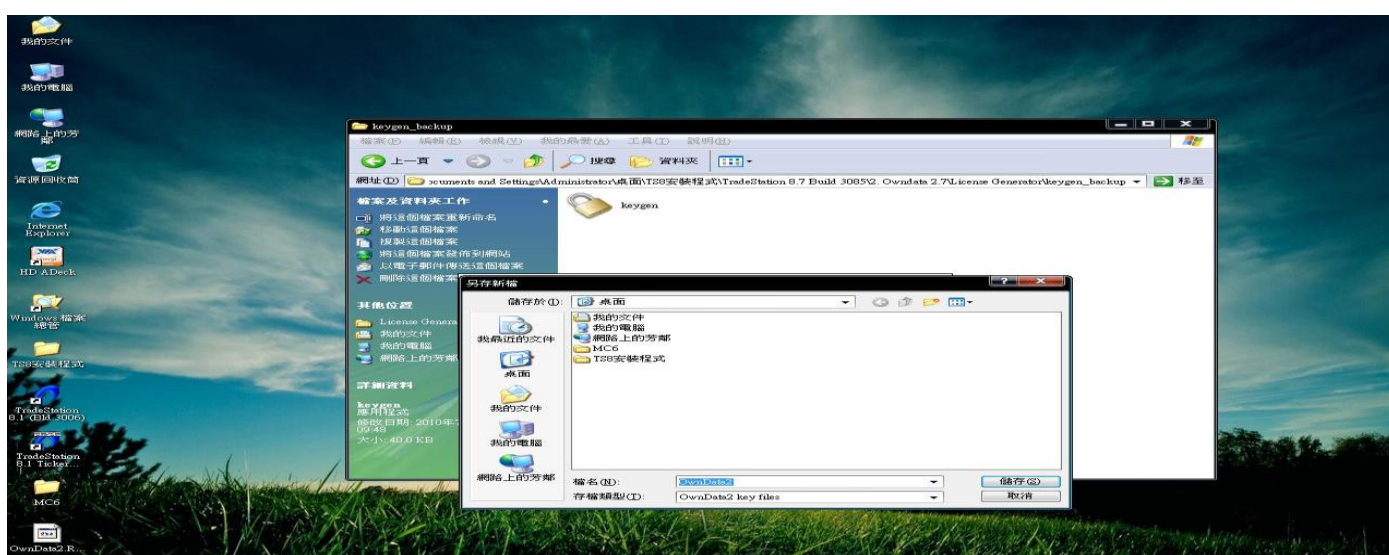 我的文件
我的電腦
網路上的芳
鄰
資源回收筒
Internet
Explorer
HD ADeck
Windows 檔案
總管
TS8安裝程式
TradeStation
8.1 (Bld 3006)
TradeStation
8.1 Ticker...
MC6
OwnData2.R...
keygen_backup
檔案(F) 編輯(E) 檢視(V) 我的最愛(A) 工具(T) 說明(H)
上一頁 搜尋 資料夾
網址(D) ocuments and Settings\Administrator\桌面\TS8安裝程式\TradeStation 8.7 Build 3085\2. Owndata 2.7\License Generator\keygen_backup 移至
檔案及資料夾工作
將這個檔案重新命名
移動這個檔案
複製這個檔案
將這個檔案發佈到網站
以電子郵件傳送這個檔案
刪除這個檔案
其他位置
License Genera
我的文件
我的電腦
網路上的芳鄰
詳細資料
keygen
應用程式
修改日期: 2010年
09:48
大小: 40.0 KB
keygen
另存新檔
儲存於(I): 桌面
我最近的文件
桌面
我的文件
我的電腦
網路上的芳鄰
我的文件
我的電腦
網路上的芳鄰
MC6
TS8安裝程式
檔名(N): OwnData2 儲存(S)
存檔類型(T): OwnData2 key files 取消